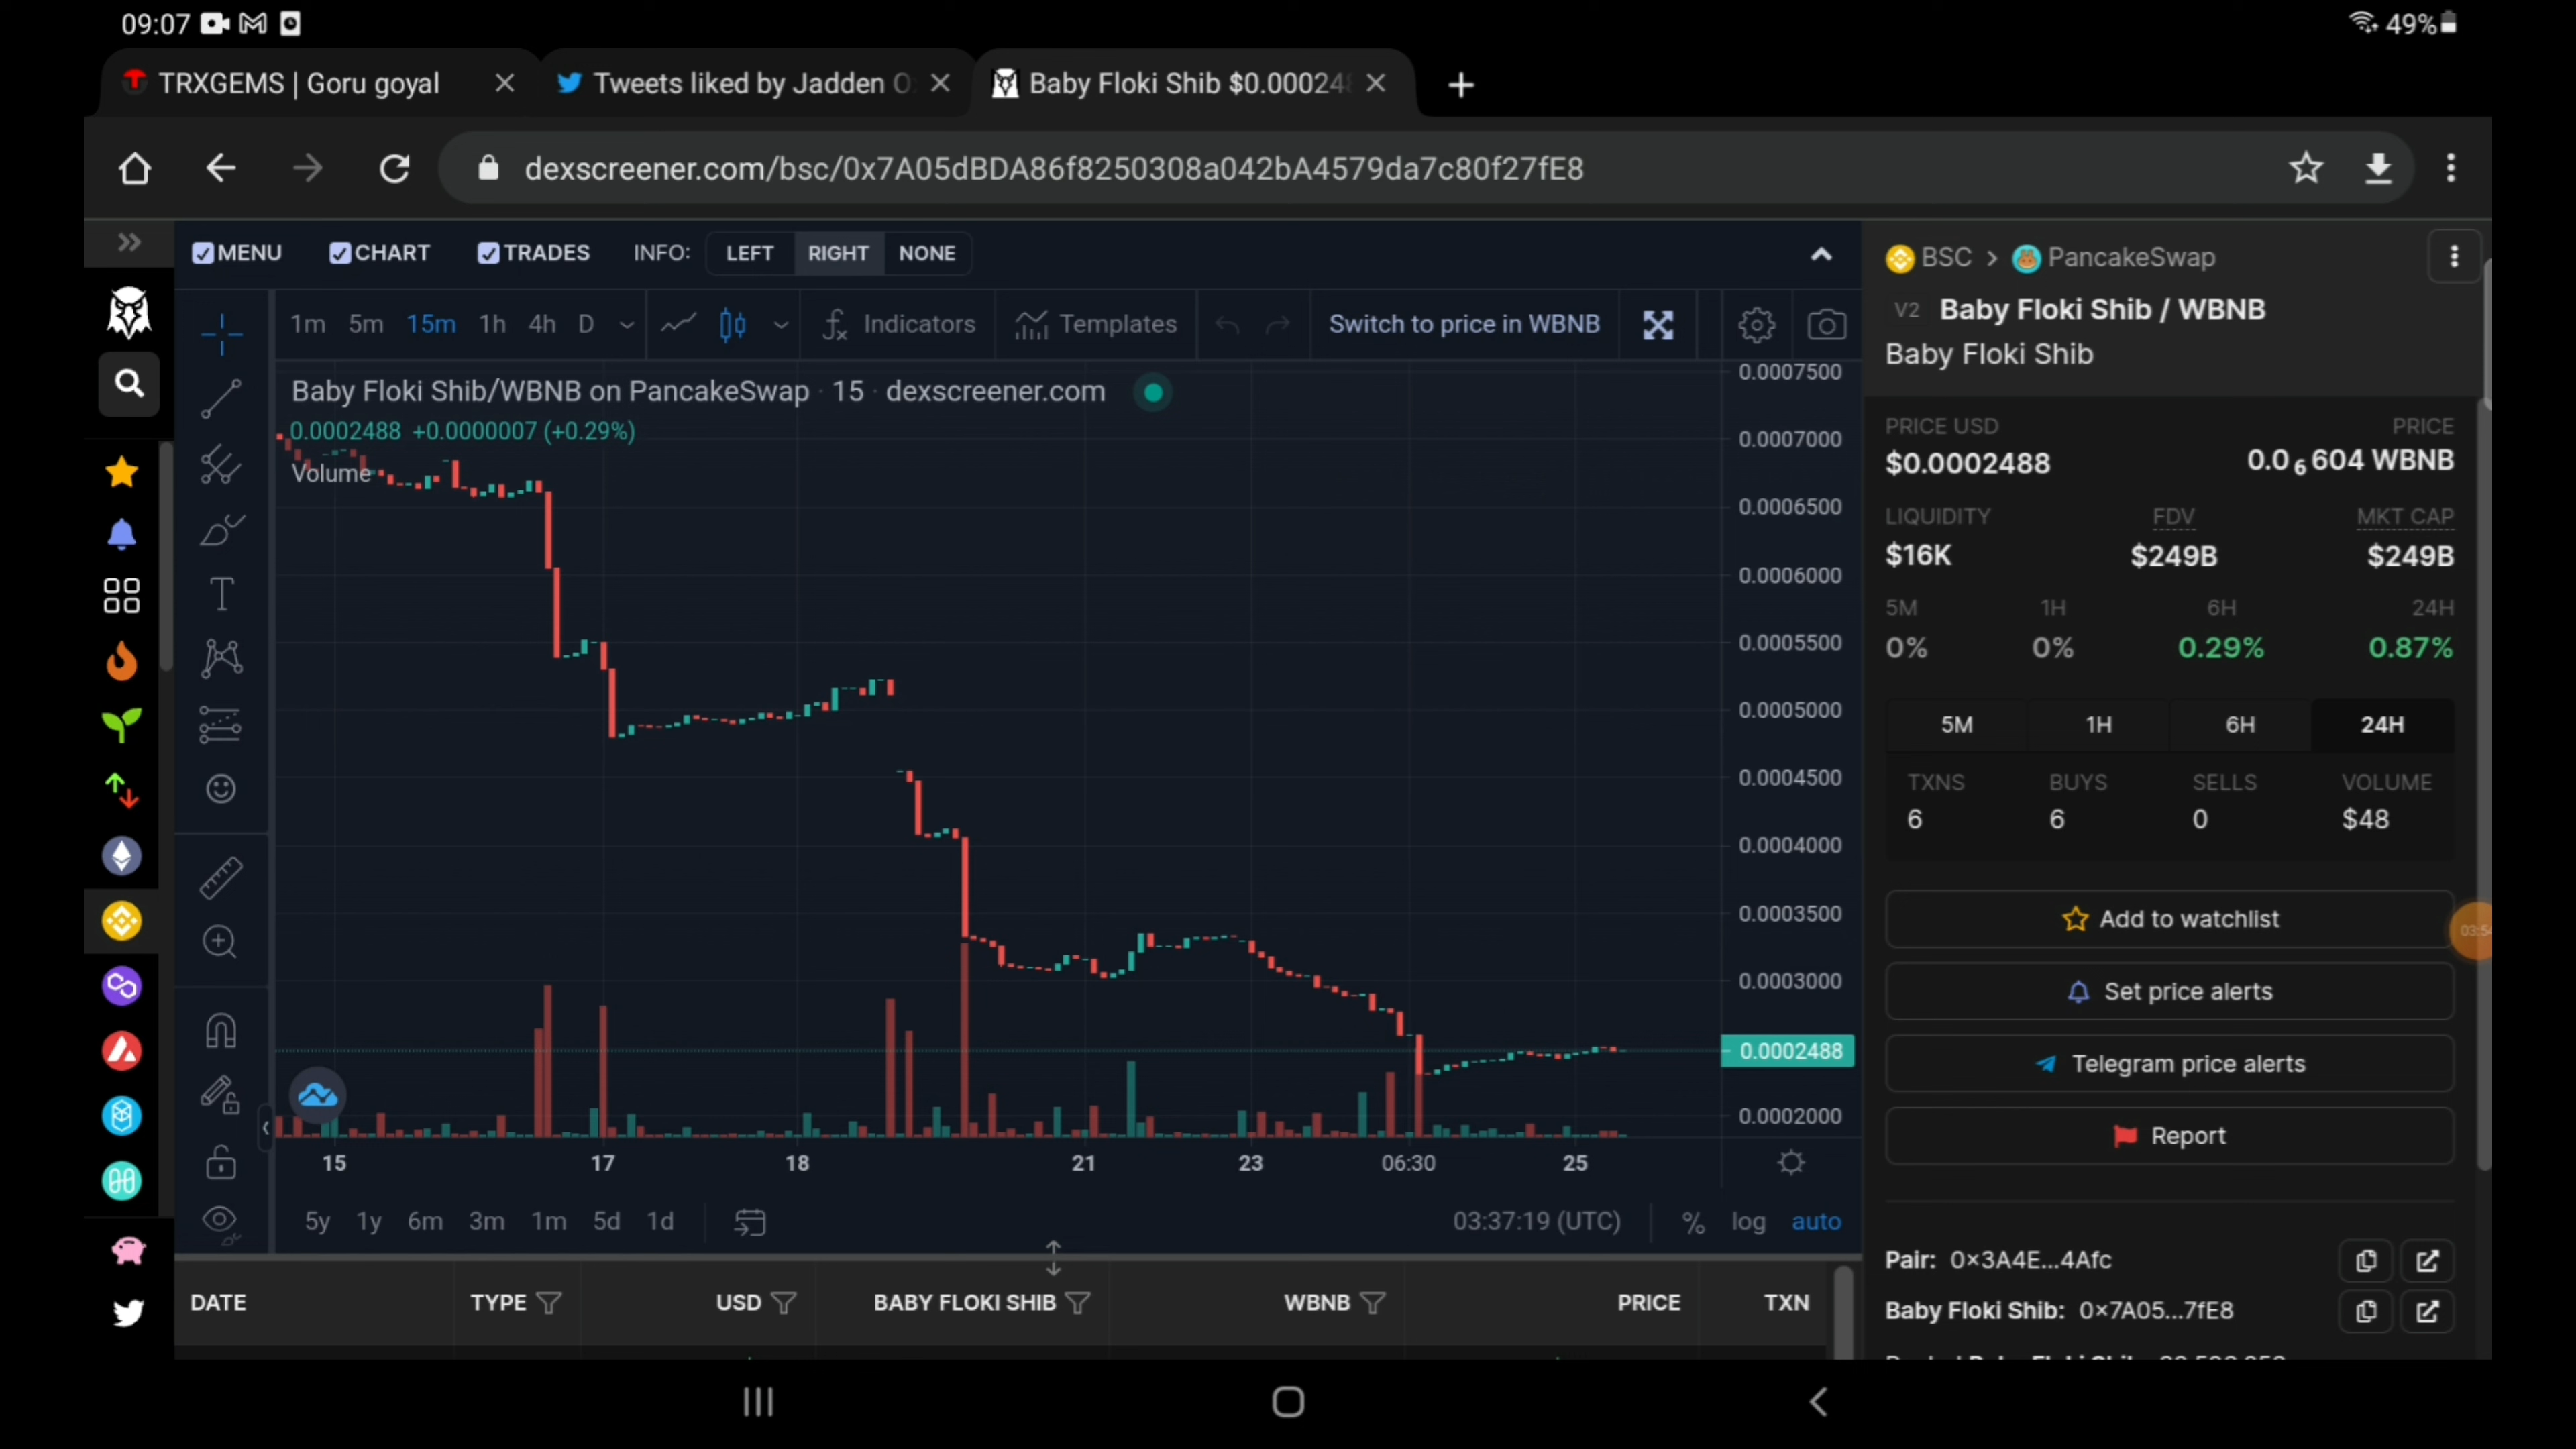 09:07
49%
TRXGEMS | Goru goyal
Tweets liked by Jadden O
Baby Floki Shib $0.00024
dexscreener.com/bsc/0x7A05dBDA86f8250308a042bA4579da7c80f27fE8
MENU CHART TRADES INFO: LEFT RIGHT NONE
1m 5m 15m 1h 4h D Indicators Templates Switch to price in WBNB
Baby Floki Shib/WBNB on PancakeSwap · 15 · dexscreener.com
0.0002488 +0.0000007 (+0.29%)
Volume
0.0007500
0.0007000
0.0006500
0.0006000
0.0005500
0.0005000
0.0004500
0.0004000
0.0003500
0.0003000
0.0002488
0.0002000
15 17 18 21 23 06:30 25
5y 1y 6m 3m 1m 5d 1d 03:37:19 (UTC) % log auto
DATE TYPE USD BABY FLOKI SHIB WBNB PRICE TXN
BSC > PancakeSwap
V2 Baby Floki Shib / WBNB
Baby Floki Shib
PRICE USD PRICE
$0.0002488 0.0₆604 WBNB
LIQUIDITY FDV MKT CAP
$16K $249B $249B
5M 1H 6H 24H
0% 0% 0.29% 0.87%
5M 1H 6H 24H
TXNS BUYS SELLS VOLUME
6 6 0 $48
Add to watchlist
Set price alerts
Telegram price alerts
Report
Pair: 0×3A4E...4Afc
Baby Floki Shib: 0×7A05...7fE8